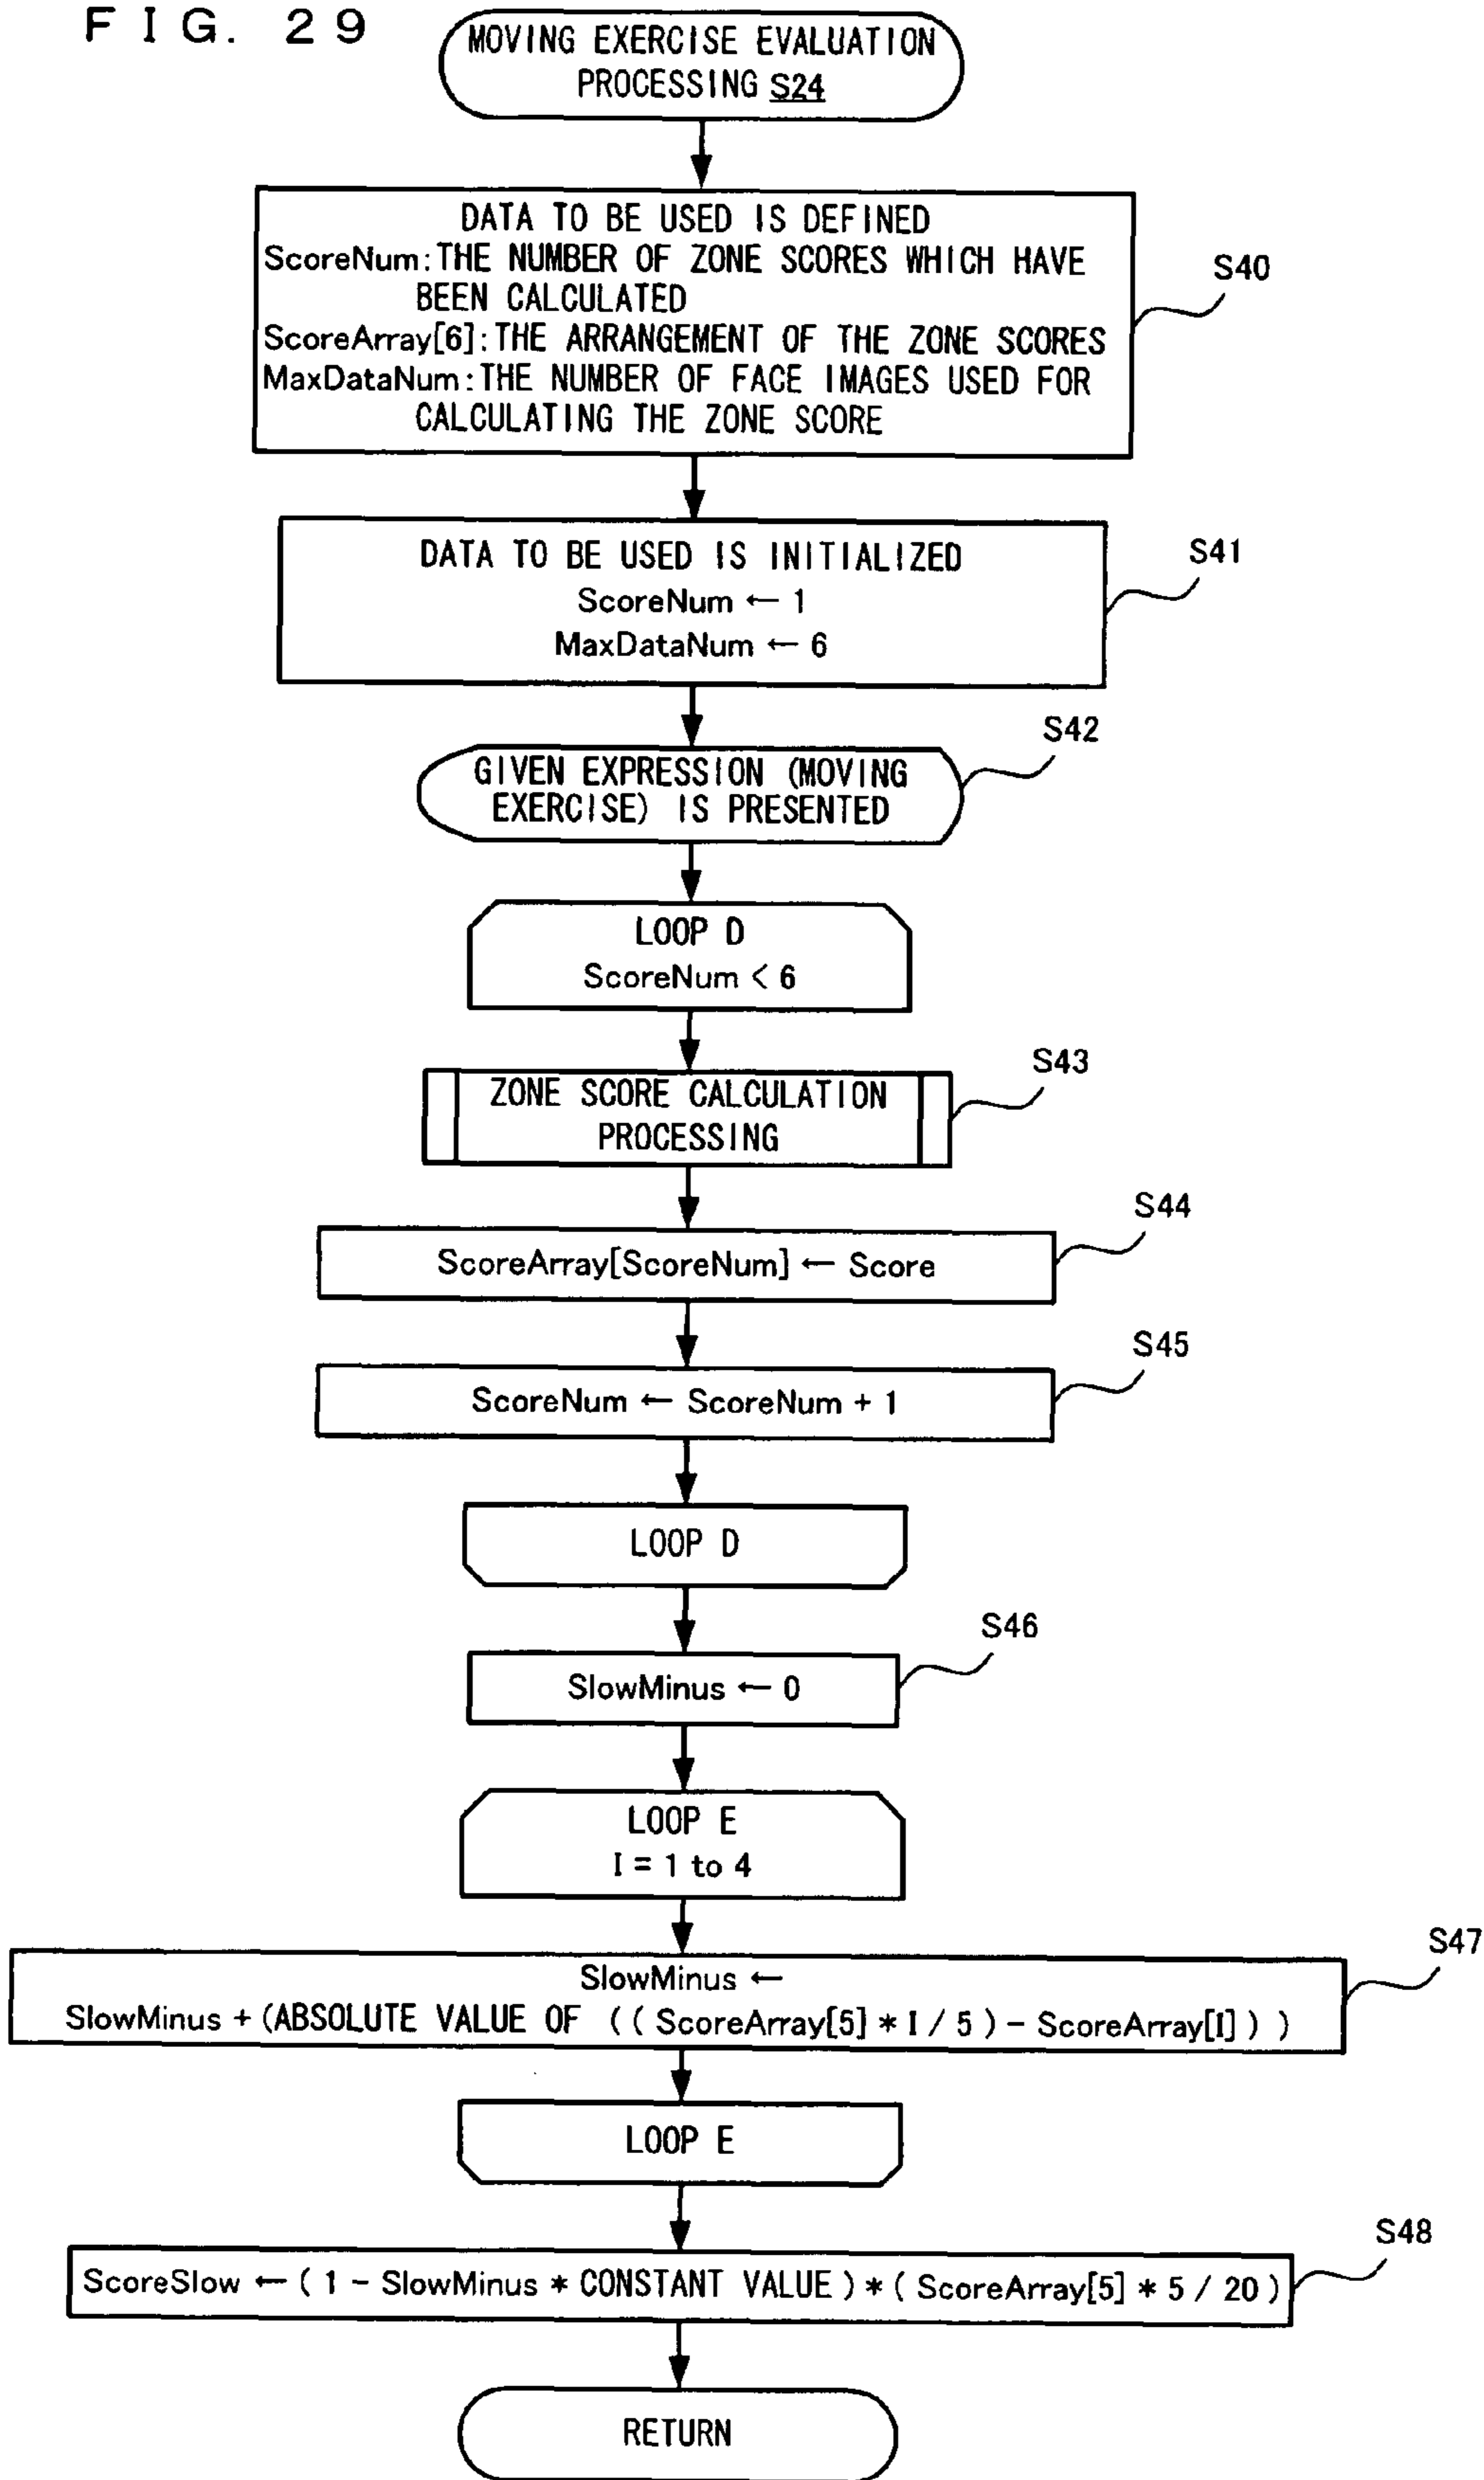 FIG. 29
MOVING EXERCISE EVALUATION
PROCESSING S24
DATA TO BE USED IS DEFINED
ScoreNum:THE NUMBER OF ZONE SCORES WHICH HAVE
BEEN CALCULATED
ScoreArray[6]:THE ARRANGEMENT OF THE ZONE SCORES
MaxDataNum:THE NUMBER OF FACE IMAGES USED FOR
CALCULATING THE ZONE SCORE
S40
DATA TO BE USED IS INITIALIZED
ScoreNum ← 1
MaxDataNum ← 6
S41
GIVEN EXPRESSION (MOVING
EXERCISE) IS PRESENTED
S42
LOOP D
ScoreNum < 6
ZONE SCORE CALCULATION
PROCESSING
S43
ScoreArray[ScoreNum] ← Score
S44
ScoreNum ← ScoreNum + 1
S45
LOOP D
SlowMinus ← 0
S46
LOOP E
I = 1 to 4
SlowMinus ←
SlowMinus + (ABSOLUTE VALUE OF ((ScoreArray[5] * I / 5) - ScoreArray[I]))
S47
LOOP E
ScoreSlow ← (1 - SlowMinus * CONSTANT VALUE) * (ScoreArray[5] * 5 / 20)
S48
RETURN